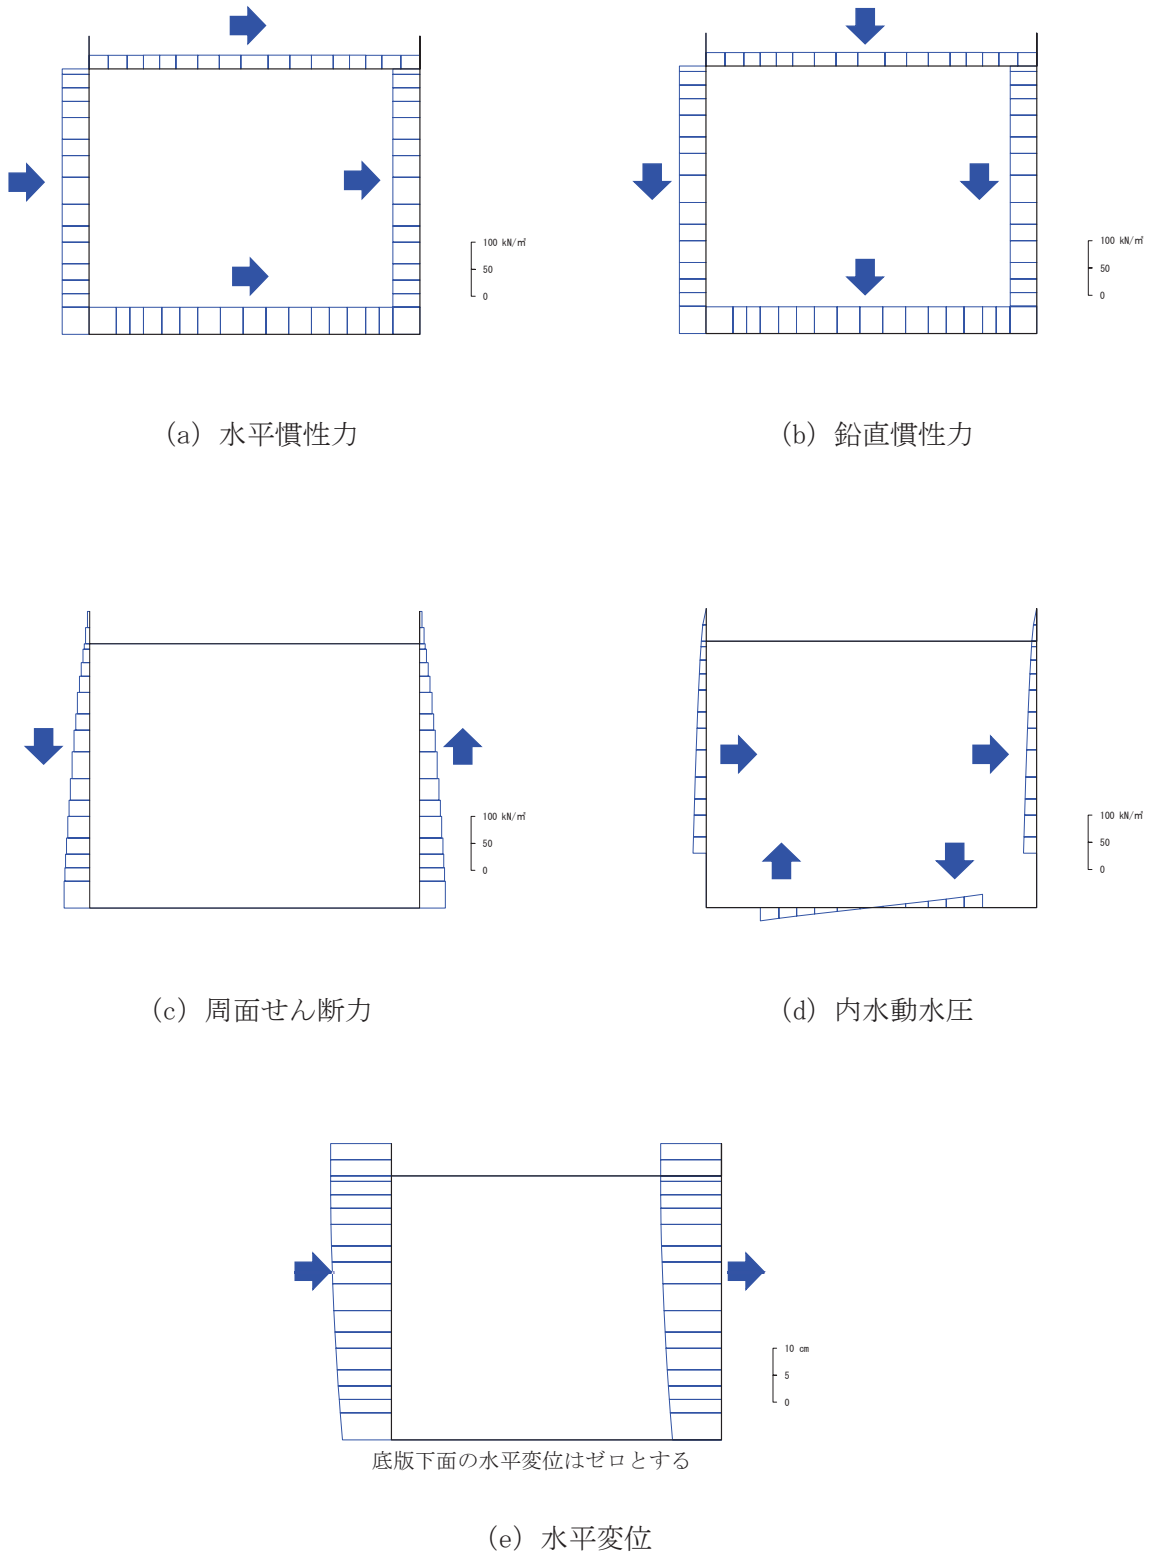 100 kN/㎡
50
0
100 kN/㎡
50
0
(a) 水平慣性力
(b) 鉛直慣性力
100 kN/㎡
50
0
100 kN/㎡
50
0
(c) 周面せん断力
(d) 内水動水圧
10 cm
5
0
底版下面の水平変位はゼロとする
(e) 水平変位